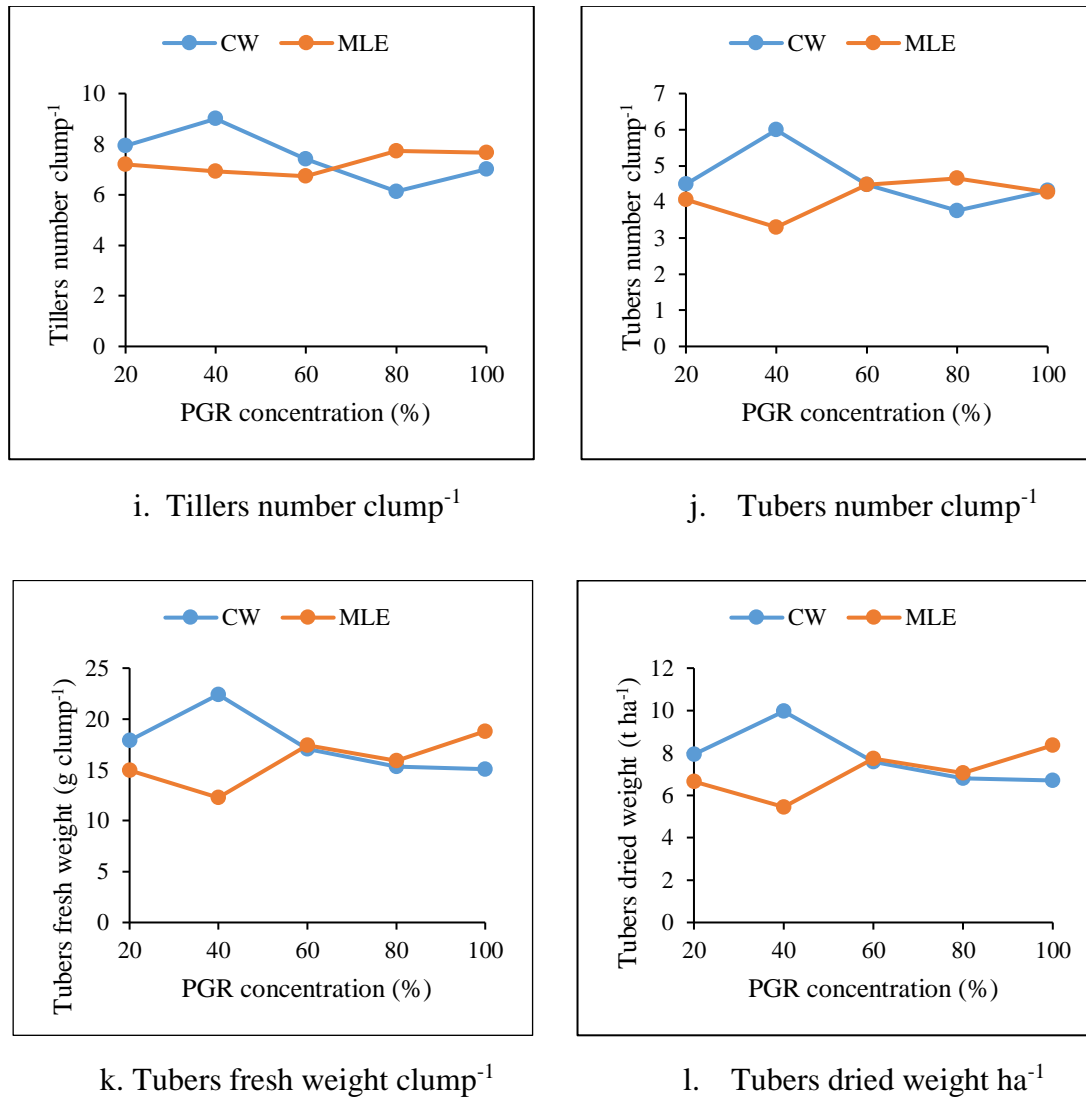 CW MLE
Tillers number clump-1
10
8
6
4
2
0
20 40 60 80 100
PGR concentration (%)
i. Tillers number clump-1
CW MLE
Tubers number clump-1
7
6
5
4
3
2
1
0
20 40 60 80 100
PGR concentration (%)
j. Tubers number clump-1
CW MLE
Tubers fresh weight (g clump-1)
25
20
15
10
5
0
20 40 60 80 100
PGR concentration (%)
k. Tubers fresh weight clump-1
CW MLE
Tubers dried weight (t ha-1)
12
10
8
6
4
2
0
20 40 60 80 100
PGR concentration (%)
l. Tubers dried weight ha-1